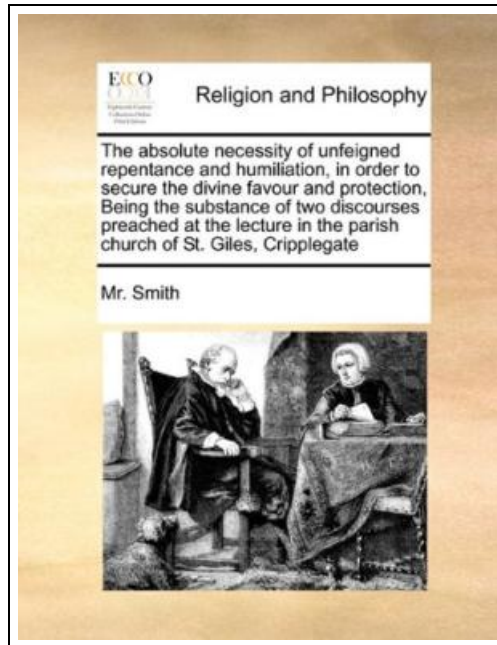 ECCO
Religion and Philosophy
The absolute necessity of unfeigned
repentance and humiliation, in order to
secure the divine favour and protection,
Being the substance of two discourses
preached at the lecture in the parish
church of St. Giles, Cripplegate
Mr. Smith